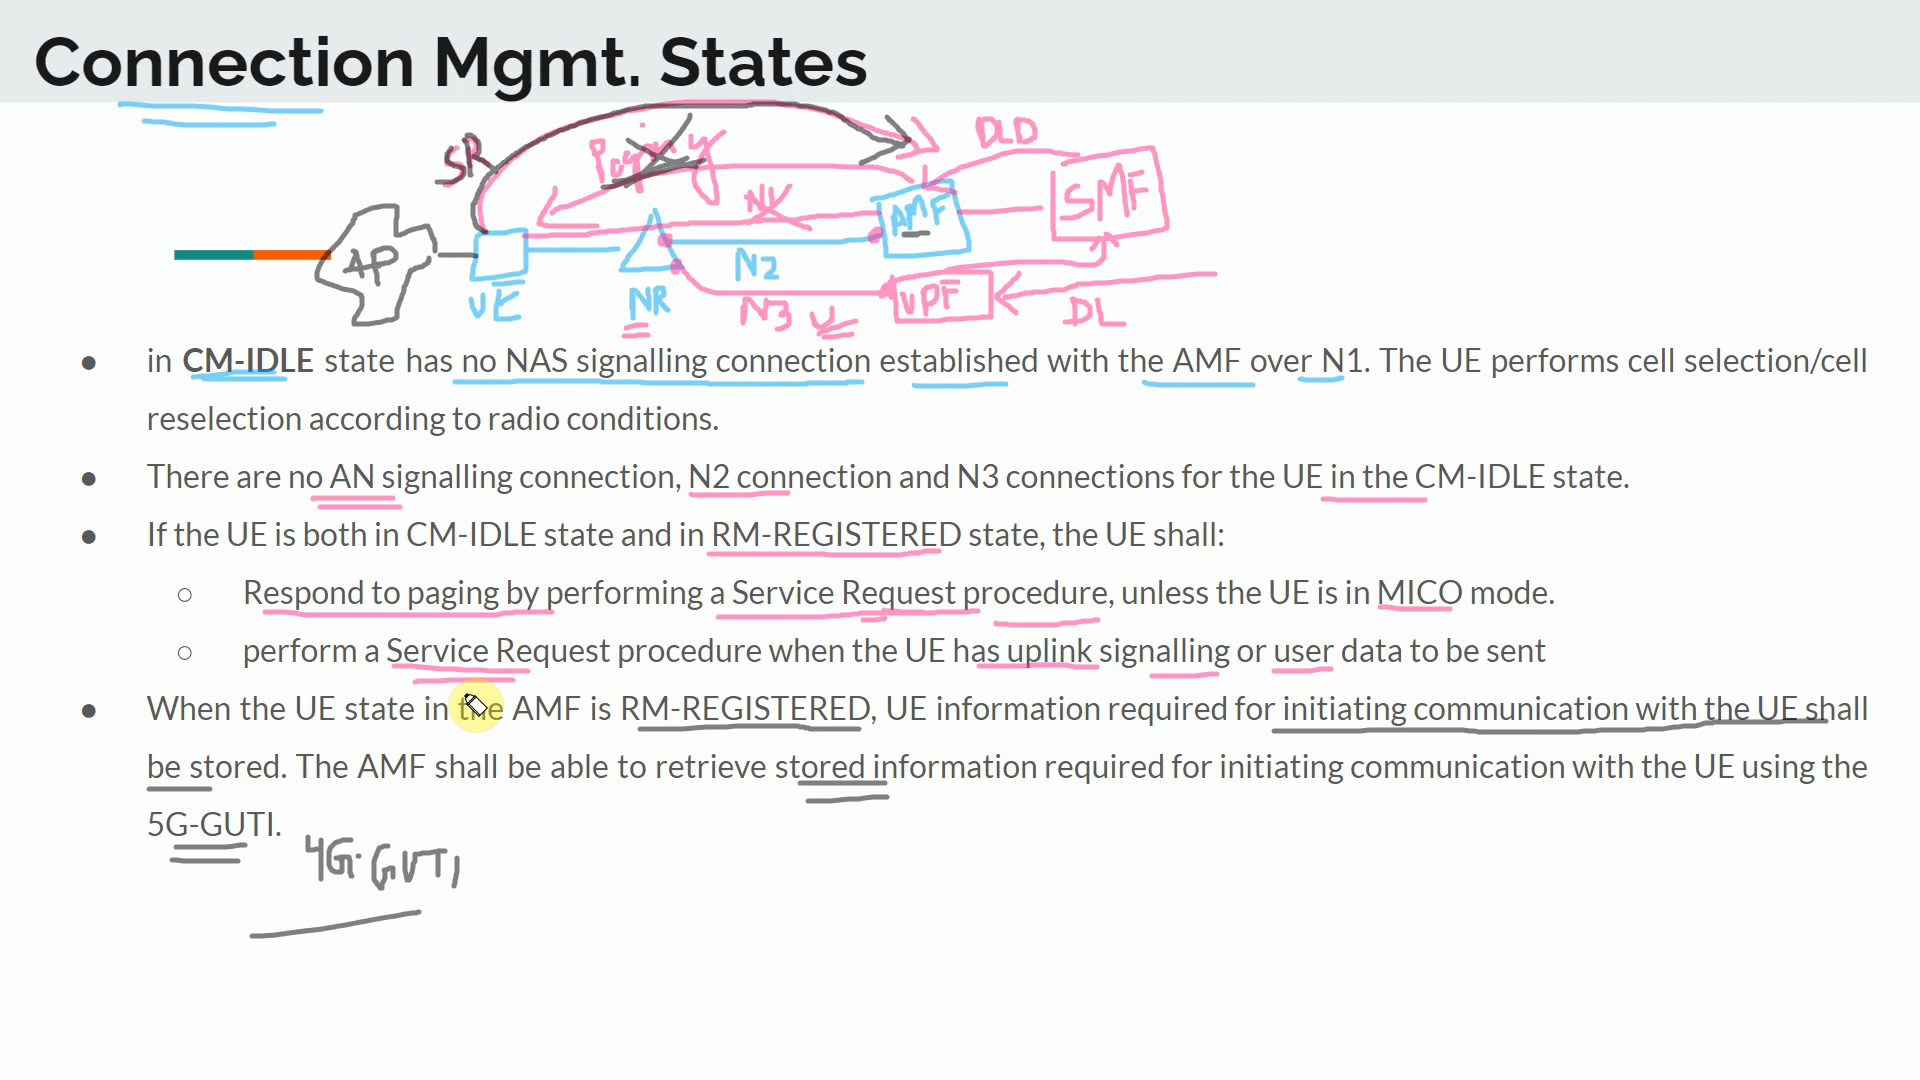 Connection Mgmt. States
DLD
SR
Paging
SMF
N1
AMF
AP
N2
UE
NR
UPF
N3
DL
● in CM-IDLE state has no NAS signalling connection established with the AMF over N1. The UE performs cell selection/cell
reselection according to radio conditions.
● There are no AN signalling connection, N2 connection and N3 connections for the UE in the CM-IDLE state.
● If the UE is both in CM-IDLE state and in RM-REGISTERED state, the UE shall:
○ Respond to paging by performing a Service Request procedure, unless the UE is in MICO mode.
○ perform a Service Request procedure when the UE has uplink signalling or user data to be sent
● When the UE state in the AMF is RM-REGISTERED, UE information required for initiating communication with the UE shall
be stored. The AMF shall be able to retrieve stored information required for initiating communication with the UE using the
5G-GUTI.
4G-GUTI